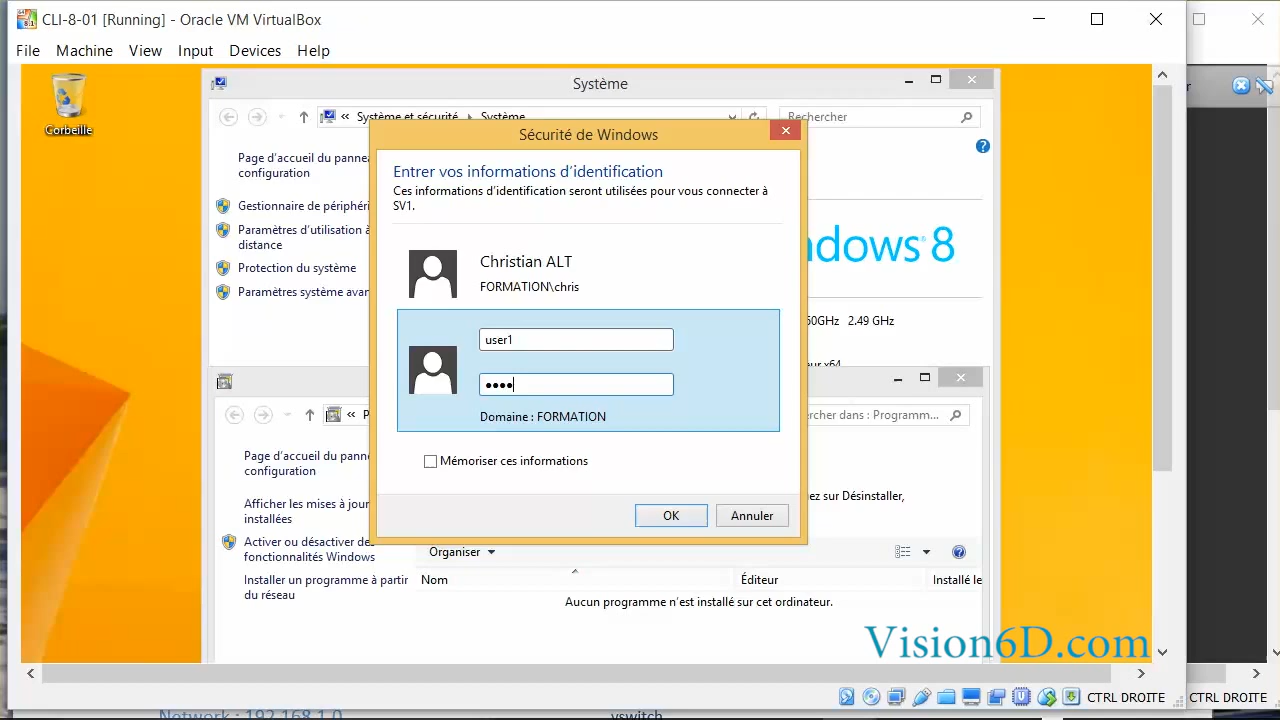 CLI-8-01 [Running] - Oracle VM VirtualBox
File Machine View Input Devices Help
Corbeille
Système
« Système et sécurité ▸ Système
Rechercher
Page d'accueil du panneau
configuration
Gestionnaire de périphéri
Paramètres d'utilisation à
distance
Protection du système
Paramètres système avan
ndows 8
60GHz 2.49 GHz
Sécurité de Windows
Entrer vos informations d'identification
Ces informations d'identification seront utilisées pour vous connecter à
SV1.
Christian ALT
FORMATION\chris
user1
••••
Domaine : FORMATION
Mémoriser ces informations
OK Annuler
« P
rcher dans : Programm...
Page d'accueil du panne
configuration
Afficher les mises à jour
installées
Activer ou désactiver des
fonctionnalités Windows
Installer un programme à partir
du réseau
ez sur Désinstaller,
Organiser
Nom Éditeur Installé le
Aucun programme n'est installé sur cet ordinateur.
Vision6D.com
CTRL DROITE
CTRL DROITE
Network : 192.168.1.0
vswitch